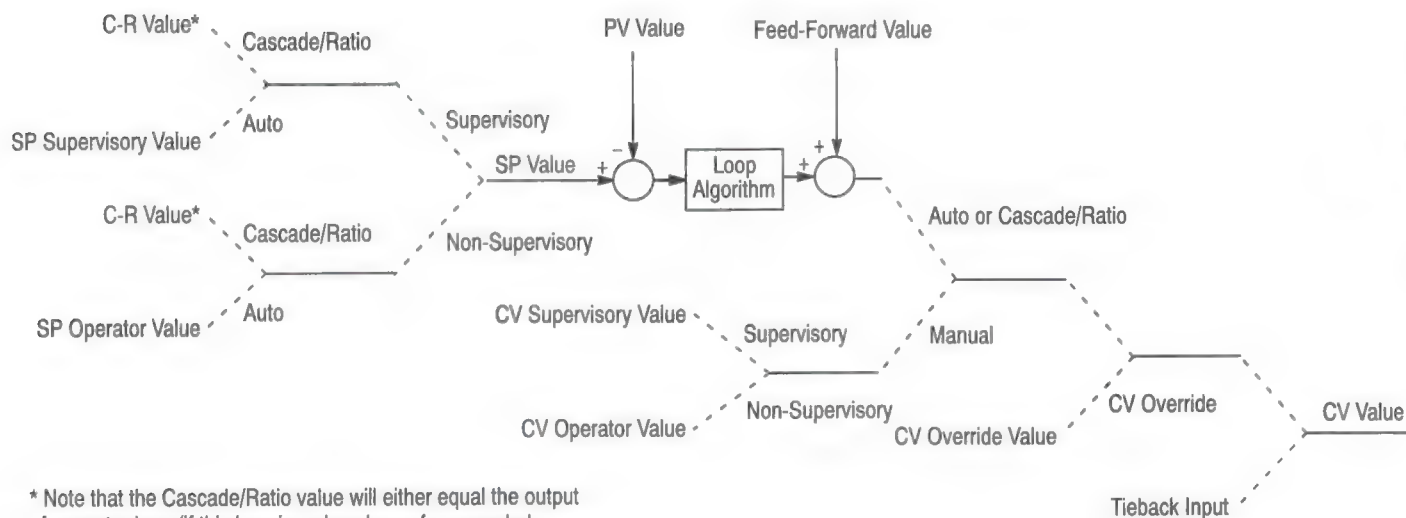 C-R Value*
Cascade/Ratio
PV Value
Feed-Forward Value
SP Supervisory Value
Auto
Supervisory
SP Value
+
−
Loop
Algorithm
+
+
C-R Value*
Cascade/Ratio
Non-Supervisory
Auto or Cascade/Ratio
SP Operator Value
Auto
CV Supervisory Value
Supervisory
Manual
CV Operator Value
Non-Supervisory
CV Override Value
CV Override
CV Value
Tieback Input
* Note that the Cascade/Ratio value will either equal the output